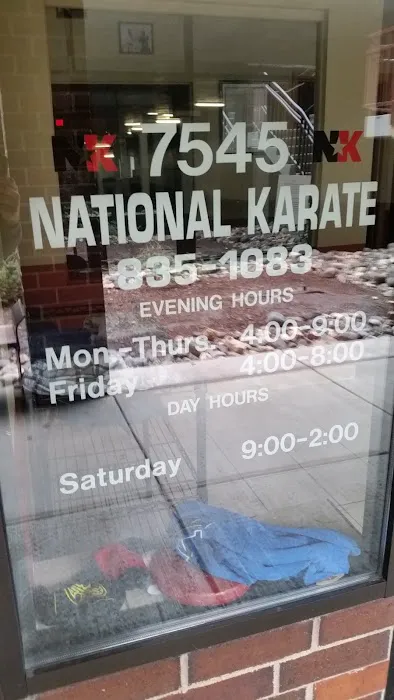 NK 7545 NK
NATIONAL KARATE
835-1083
EVENING HOURS
Mon.-Thurs. 4:00-9:00
Friday 4:00-8:00
DAY HOURS
Saturday 9:00-2:00